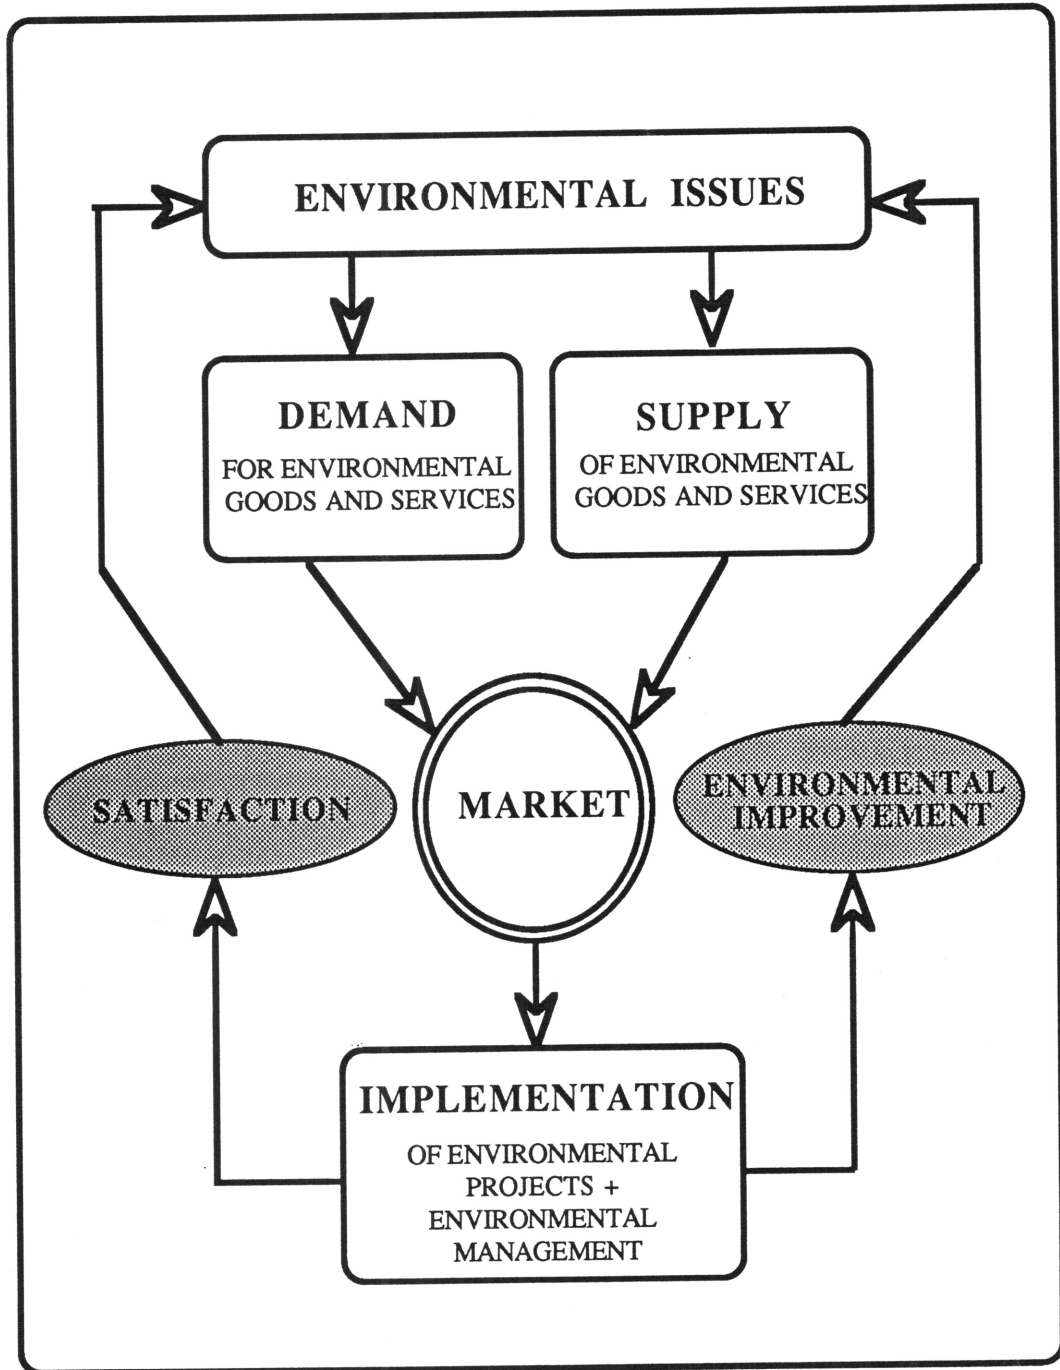 ENVIRONMENTAL ISSUES
DEMAND
FOR ENVIRONMENTAL
GOODS AND SERVICES
SUPPLY
OF ENVIRONMENTAL
GOODS AND SERVICES
SATISFACTION
MARKET
ENVIRONMENTAL
IMPROVEMENT
IMPLEMENTATION
OF ENVIRONMENTAL
PROJECTS +
ENVIRONMENTAL
MANAGEMENT